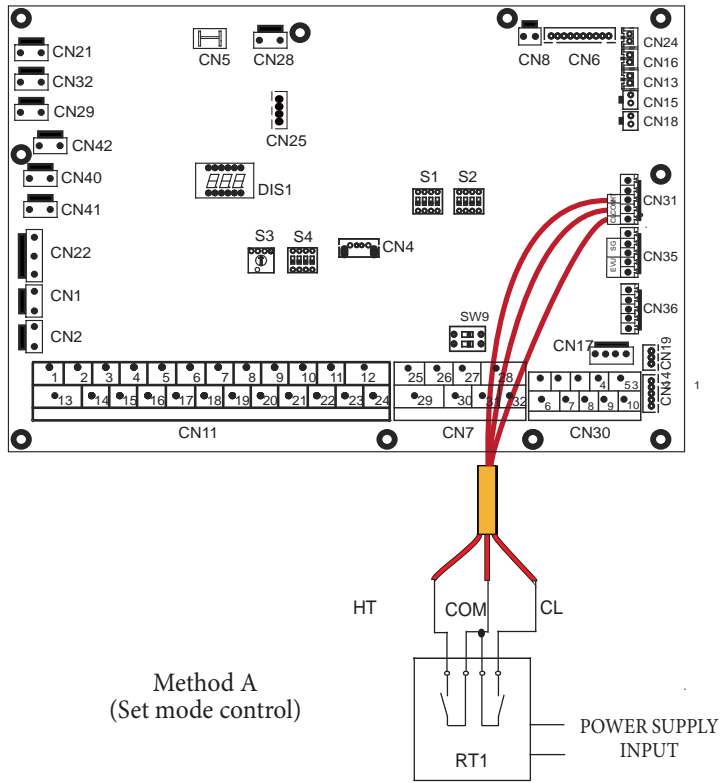 CN21
CN32
CN29
CN42
CN40
CN41
CN22
CN1
CN2
CN5
CN28
CN25
DIS1
S1 S2
S3 S4
CN4
SW9
CN8 CN6
CN24
CN16
CN13
CN15
CN18
CN31
SG
EVU
CN35
CN36
CN17
CN19
CN14
1
1 2 3 4 5 6 7 8 9 10 11 12
13 14 15 16 17 18 19 20 21 22 23 24
CN11
25 26 27 28
29 30 31 32
CN7
4 53
6 7 8 9 10
CN30
HT COM CL
Method A
(Set mode control)
RT1
POWER SUPPLY
INPUT